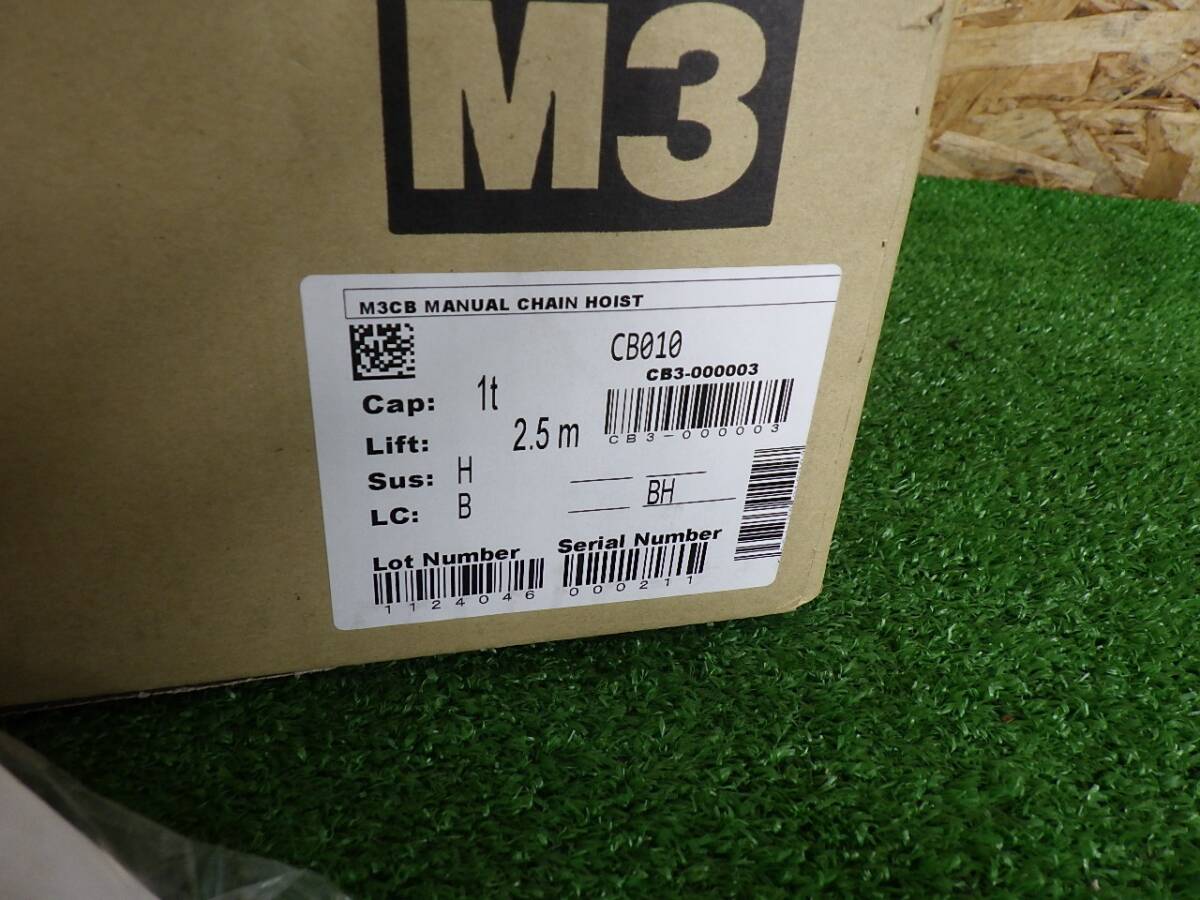 M3
M3CB MANUAL CHAIN HOIST
CB010
CB3-000003
CB3-000003
Cap: 1t
Lift: 2.5 m
Sus: H
LC: B
BH
Lot Number Serial Number
1124046 000211